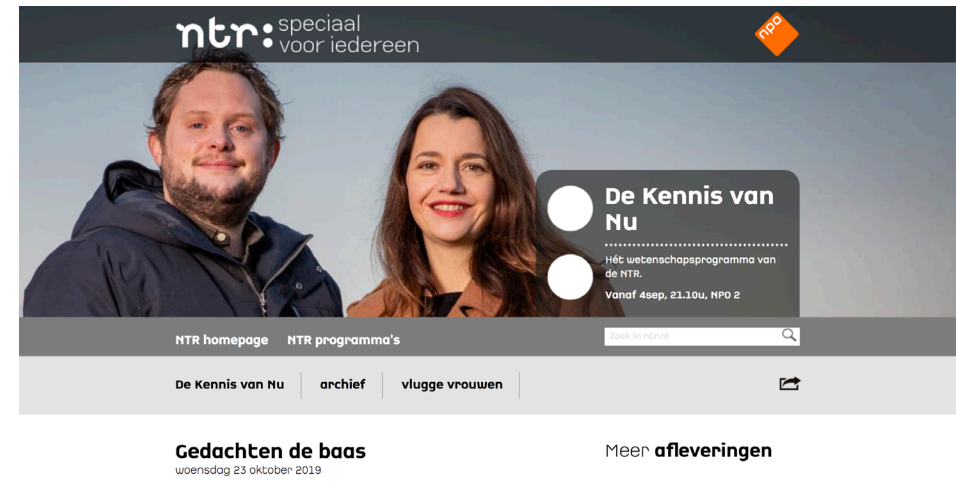 ntr: speciaal
voor iedereen
npo
De Kennis van
Nu
Hét wetenschapsprogramma van
de NTR.
Vanaf 4sep, 21.10u, NPO 2
NTR homepage NTR programma's
Zoek in ntr.nl
De Kennis van Nu archief vlugge vrouwen
Gedachten de baas
woensdag 23 oktober 2019
Meer afleveringen